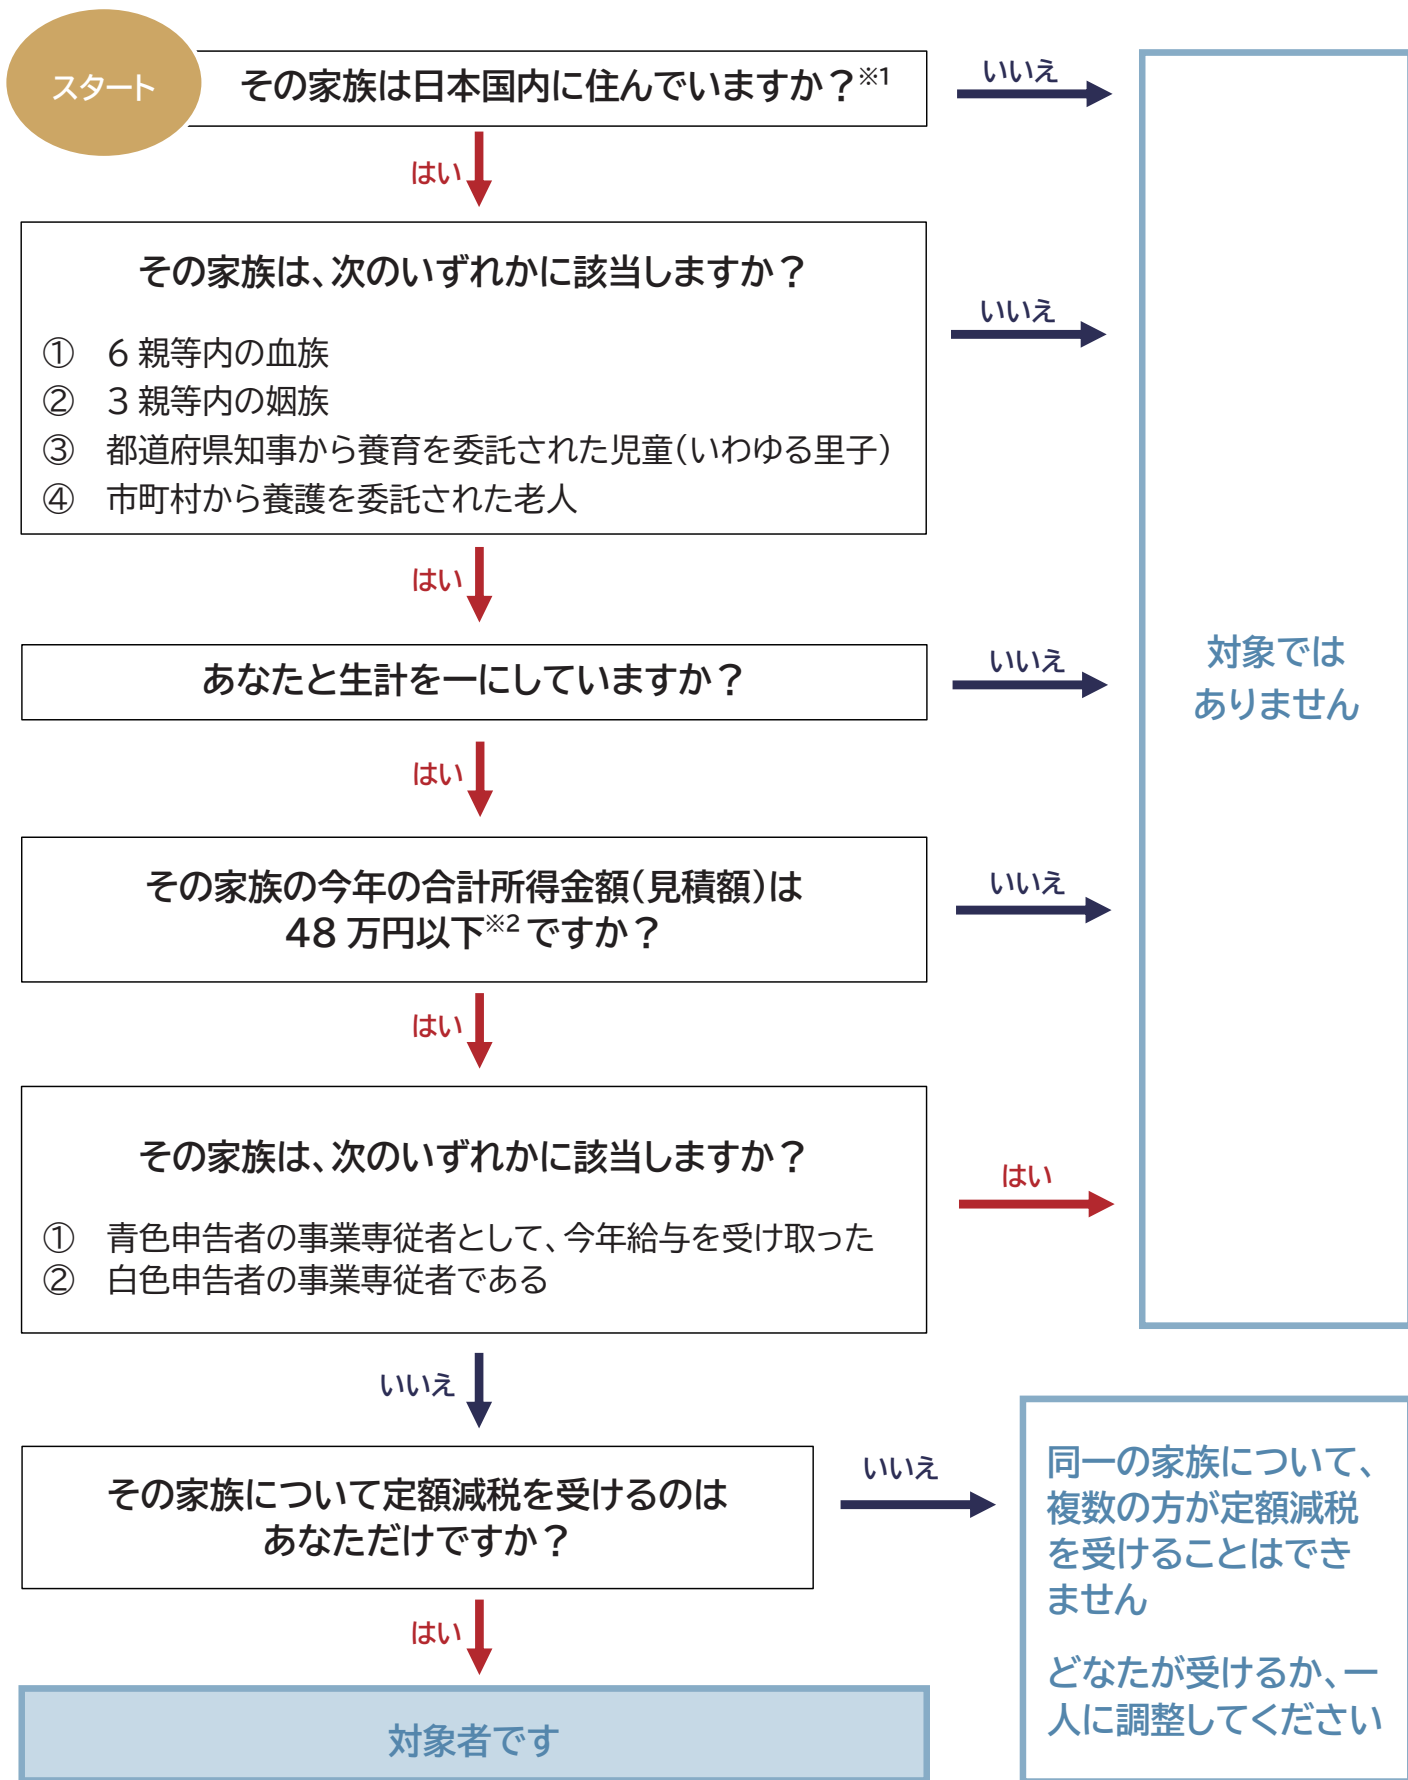 スタート
その家族は日本国内に住んでいますか？※1
いいえ
はい
その家族は、次のいずれかに該当しますか？
① 6親等内の血族
② 3親等内の姻族
③ 都道府県知事から養育を委託された児童（いわゆる里子）
④ 市町村から養護を委託された老人
いいえ
はい
あなたと生計を一にしていますか？
いいえ
対象では
ありません
はい
その家族の今年の合計所得金額（見積額）は
48万円以下※2ですか？
いいえ
はい
その家族は、次のいずれかに該当しますか？
① 青色申告者の事業専従者として、今年給与を受け取った
② 白色申告者の事業専従者である
はい
いいえ
その家族について定額減税を受けるのは
あなただけですか？
いいえ
同一の家族について、
複数の方が定額減税
を受けることはでき
ません
どなたが受けるか、一
人に調整してください
はい
対象者です